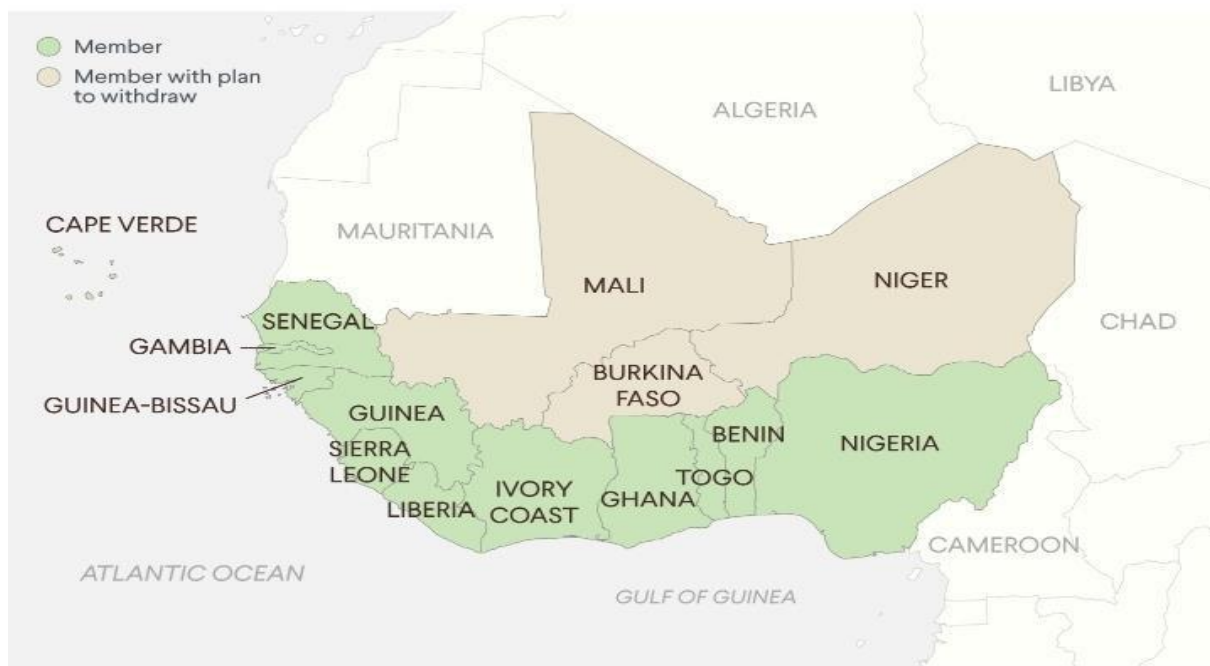 Member
Member with plan
to withdraw
LIBYA
ALGERIA
CAPE VERDE
MAURITANIA
MALI
NIGER
SENEGAL
CHAD
GAMBIA
BURKINA
FASO
GUINEA-BISSAU
GUINEA
BENIN
NIGERIA
SIERRA
LEONE
TOGO
IVORY
COAST
GHANA
LIBERIA
CAMEROON
ATLANTIC OCEAN
GULF OF GUINEA